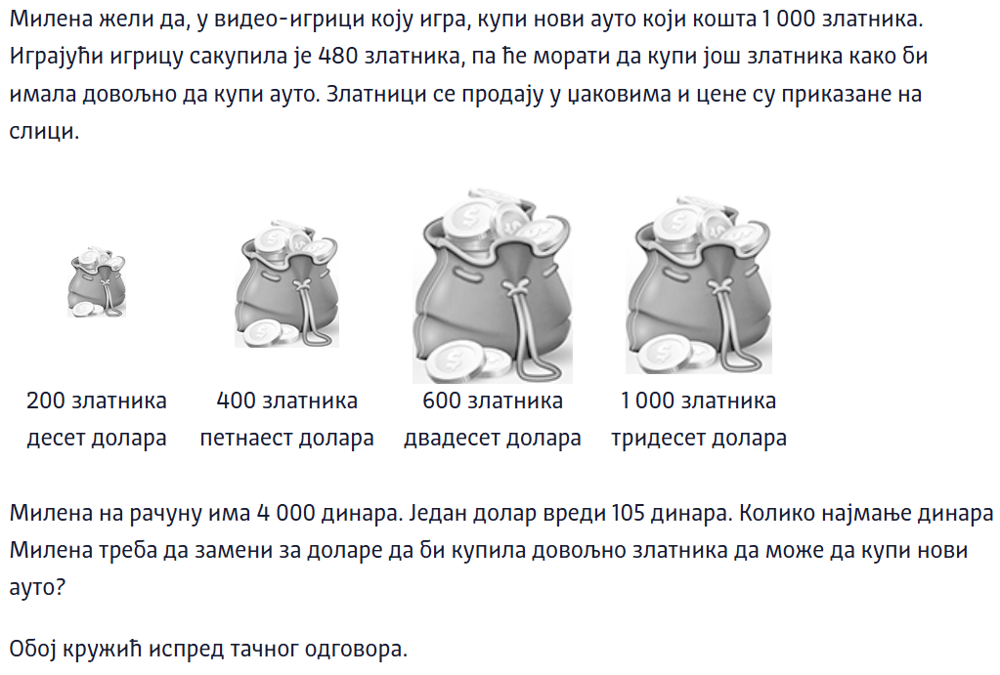 Милена жели да, у видео-игрици коју игра, купи нови ауто који кошта 1 000 златника.
Играјући игрицу сакупила је 480 златника, па ће морати да купи још златника како би
имала довољно да купи ауто. Златници се продају у џаковима и цене су приказане на
слици.
200 златника 400 златника 600 златника 1 000 златника
десет долара петнаест долара двадесет долара тридесет долара
Милена на рачуну има 4 000 динара. Један долар вреди 105 динара. Колико најмање динара
Милена треба да замени за доларе да би купила довољно златника да може да купи нови
ауто?
Обој кружић испред тачног одговора.